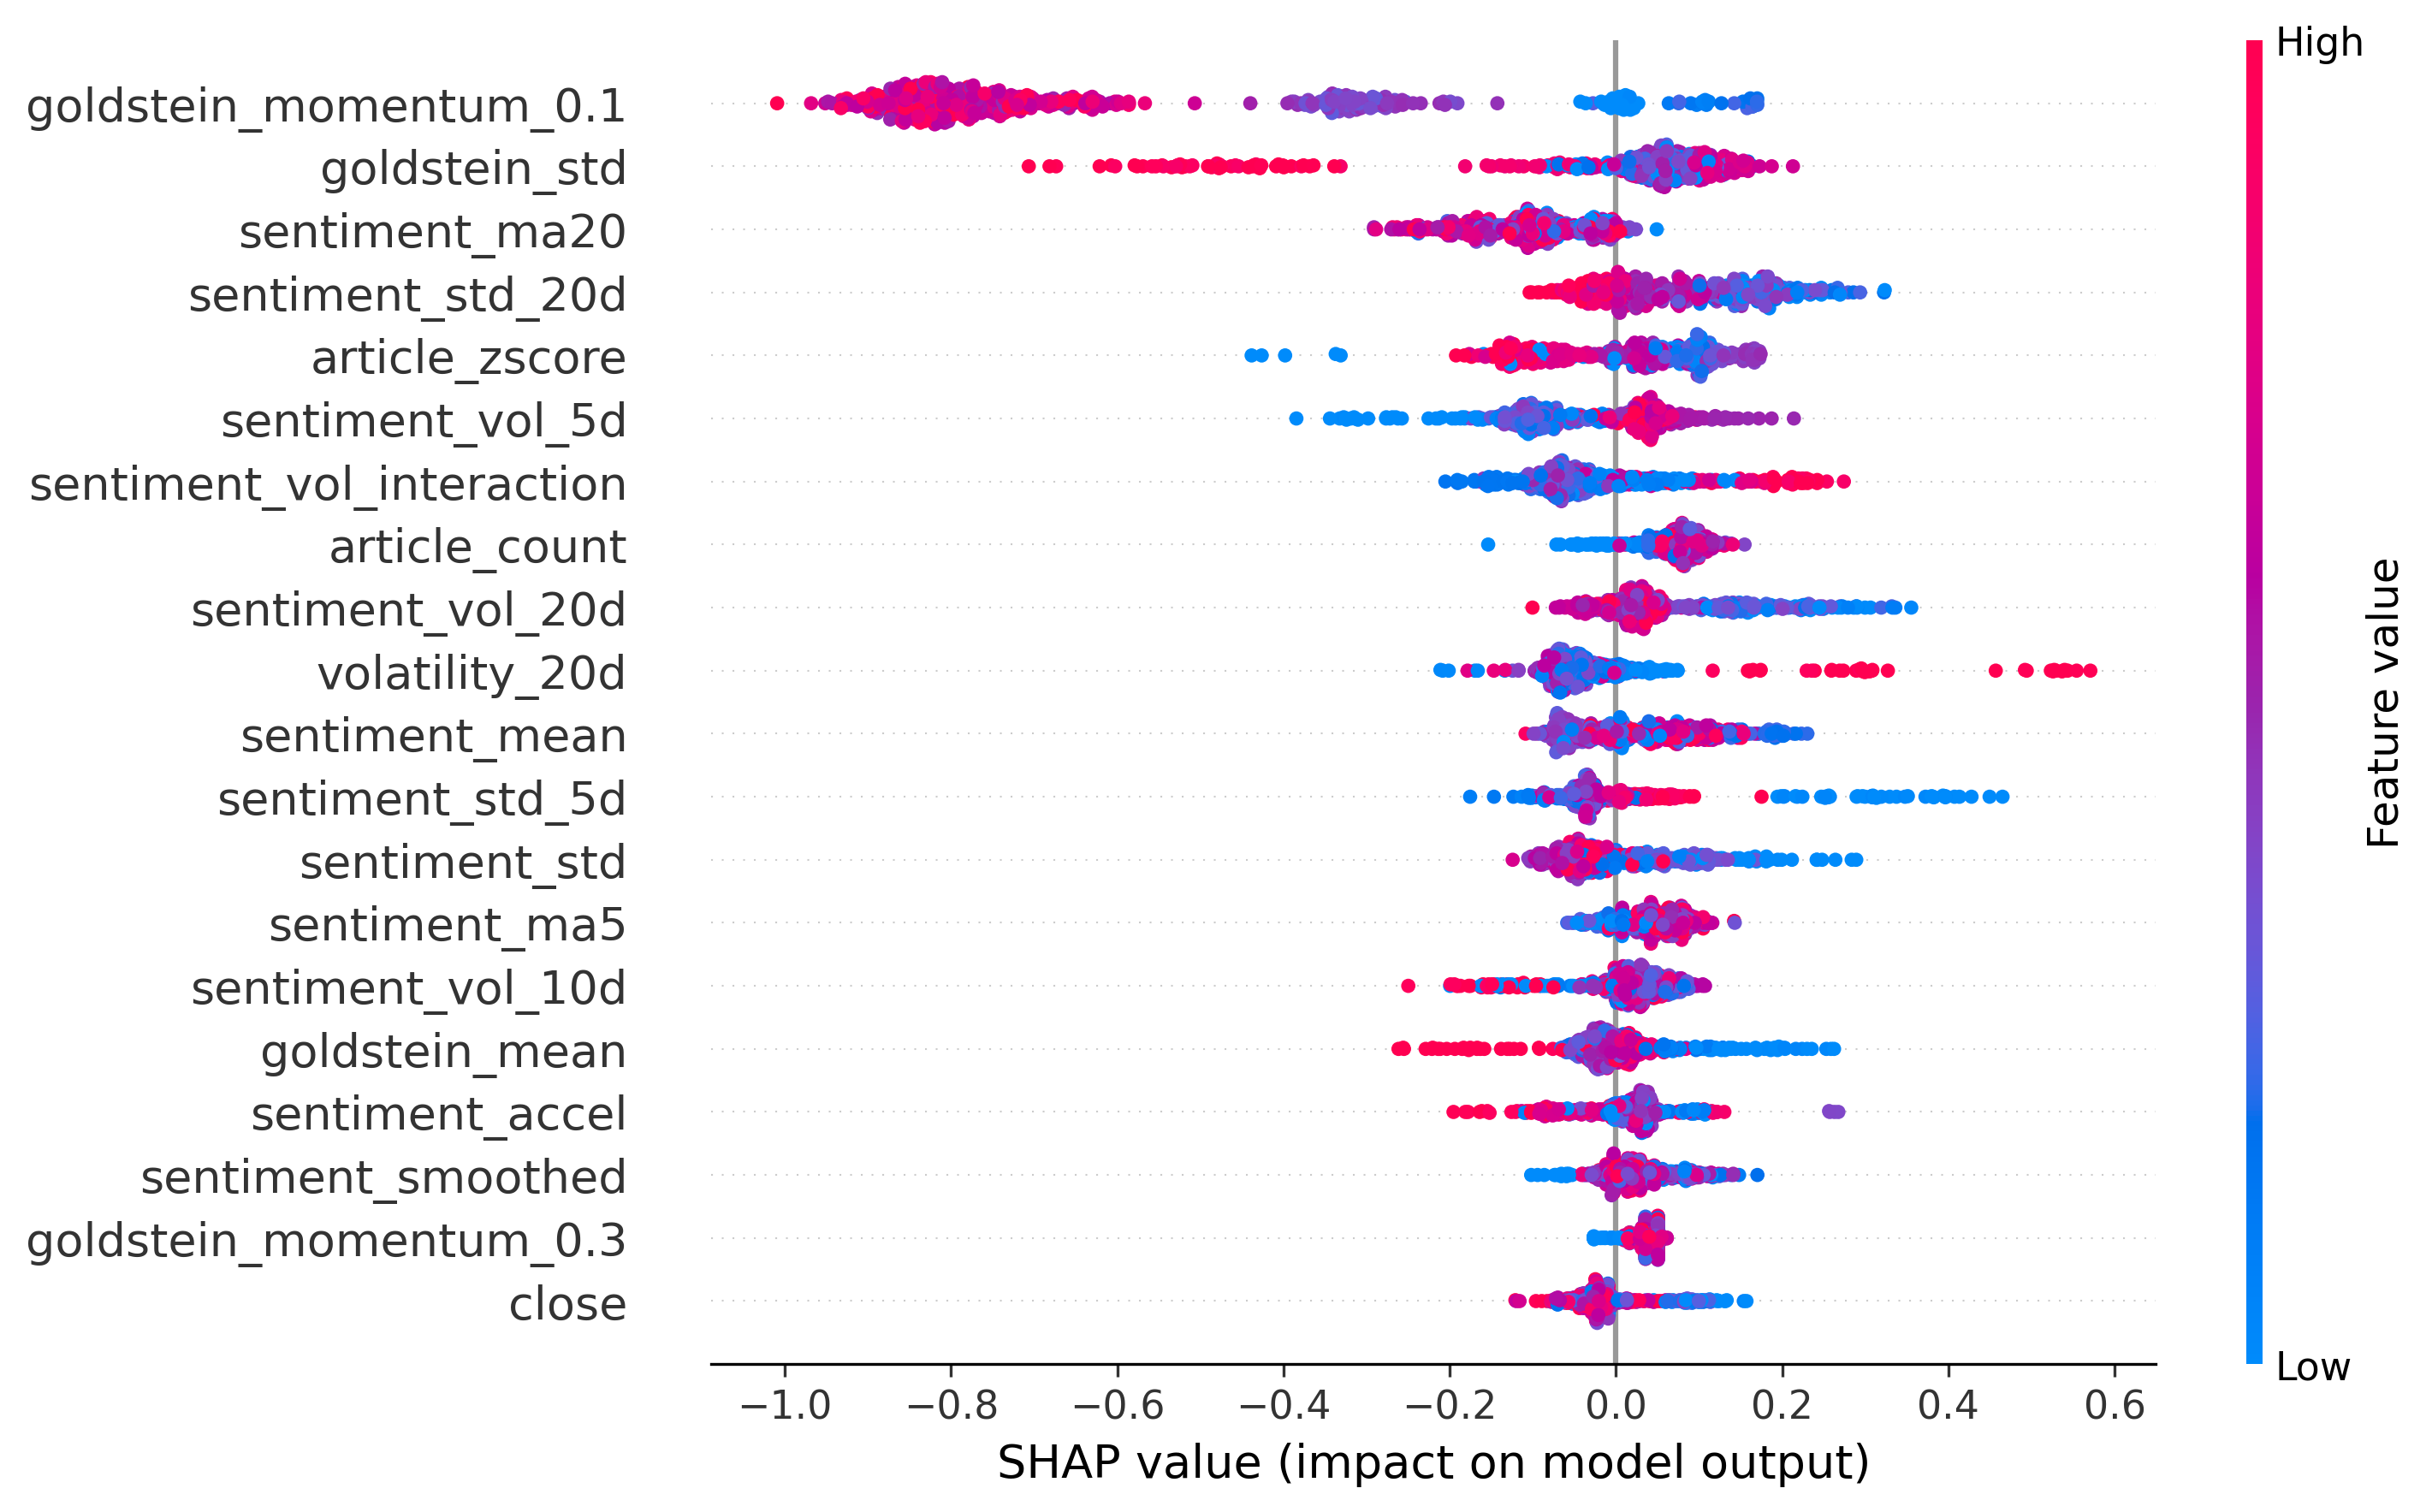 High
goldstein_momentum_0.1
goldstein_std
sentiment_ma20
sentiment_std_20d
article_zscore
sentiment_vol_5d
sentiment_vol_interaction
article_count
sentiment_vol_20d
volatility_20d
sentiment_mean
sentiment_std_5d
sentiment_std
sentiment_ma5
sentiment_vol_10d
goldstein_mean
sentiment_accel
sentiment_smoothed
goldstein_momentum_0.3
close
Feature value
Low
−1.0 −0.8 −0.6 −0.4 −0.2 0.0 0.2 0.4 0.6
SHAP value (impact on model output)